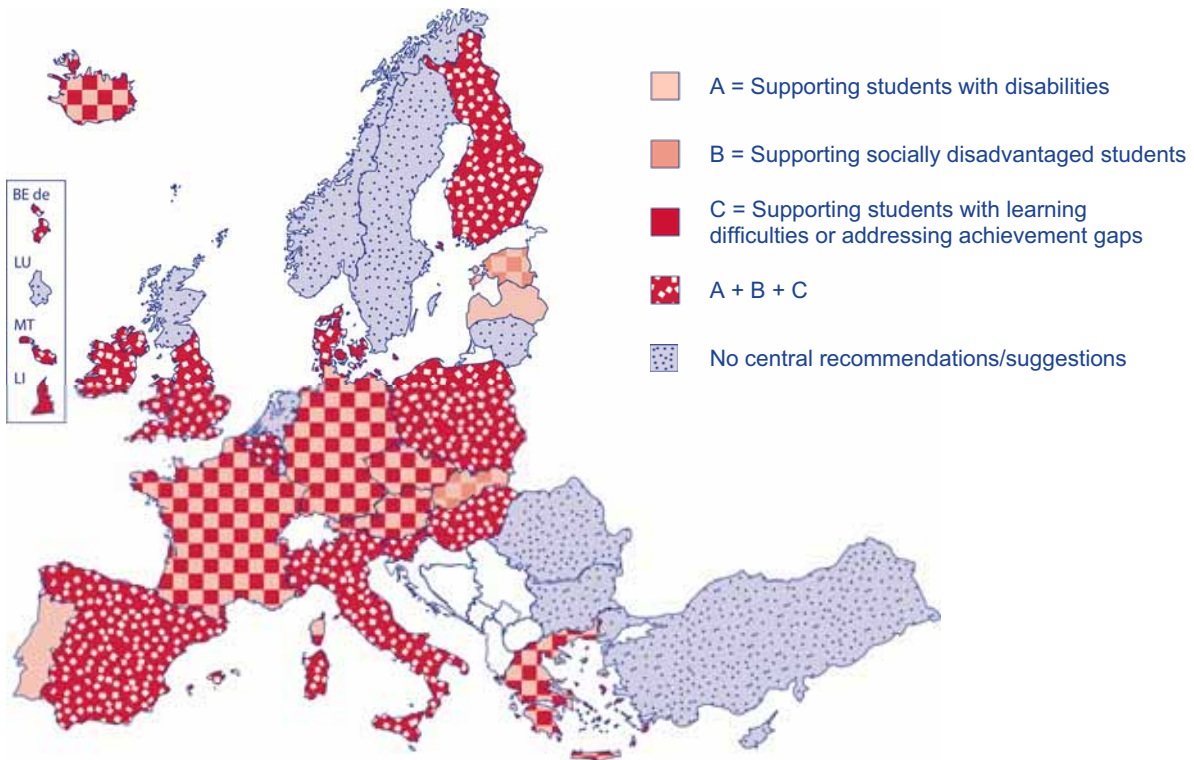 A = Supporting students with disabilities
B = Supporting socially disadvantaged students
C = Supporting students with learning
difficulties or addressing achievement gaps
A + B + C
No central recommendations/suggestions
BE de
LU
MT
LI